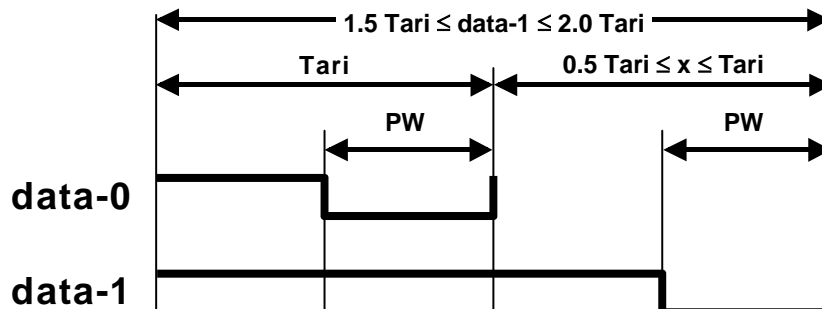 1.5 Tari ≤ data-1 ≤ 2.0 Tari
Tari
0.5 Tari ≤ x ≤ Tari
PW
PW
data-0
data-1